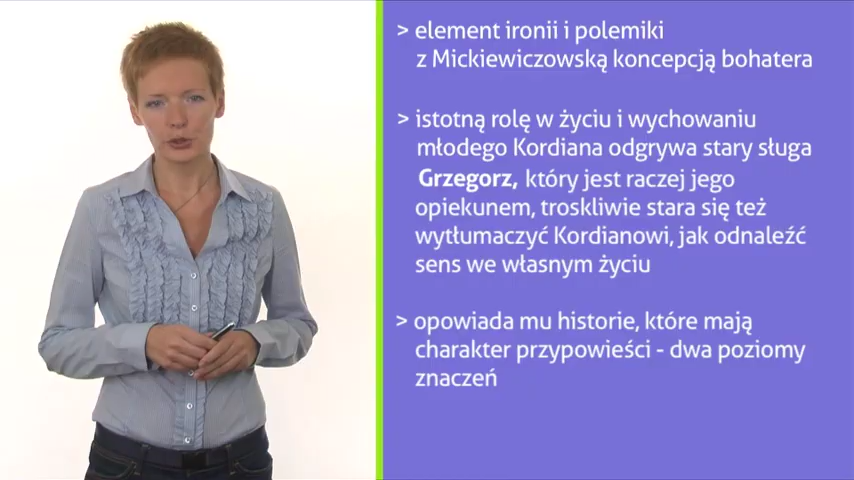 > element ironii i polemiki
z Mickiewiczowską koncepcją bohatera
> istotną rolę w życiu i wychowaniu
młodego Kordiana odgrywa stary sługa
Grzegorz, który jest raczej jego
opiekunem, troskliwie stara się też
wytłumaczyć Kordianowi, jak odnaleźć
sens we własnym życiu
> opowiada mu historie, które mają
charakter przypowieści - dwa poziomy
znaczeń